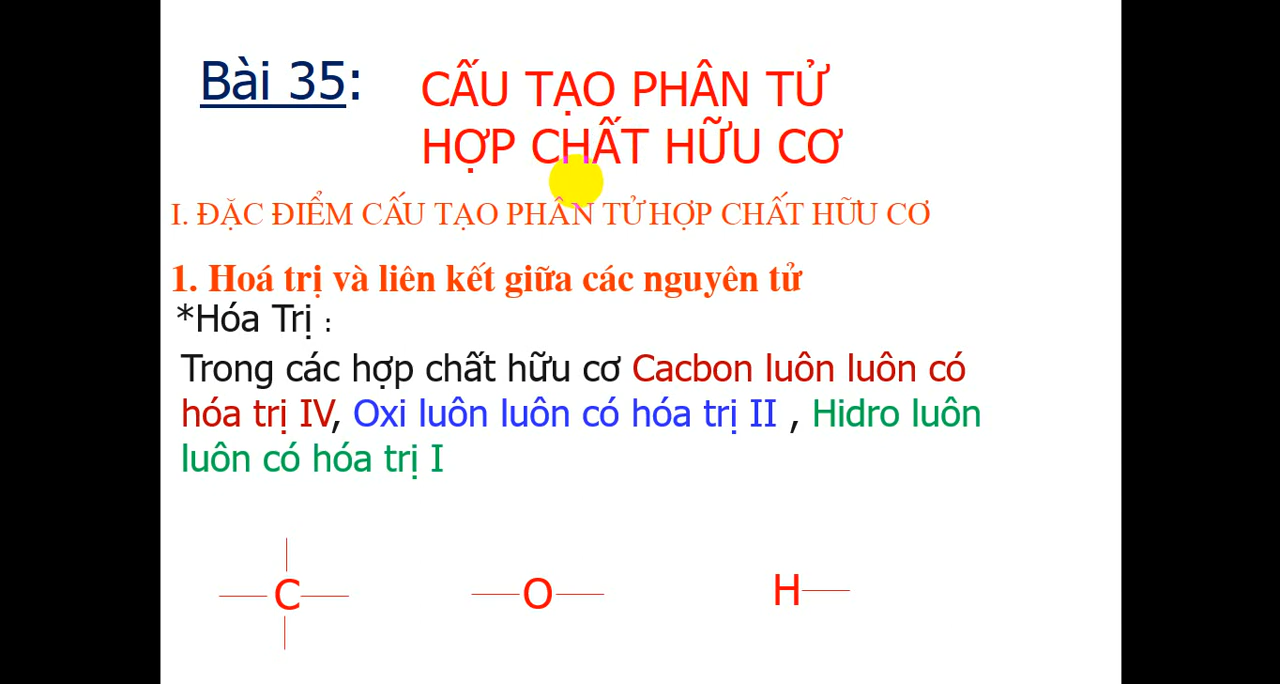 Bài 35:
CẤU TẠO PHÂN TỬ
HỢP CHẤT HỮU CƠ
I. ĐẶC ĐIỂM CẤU TẠO PHÂN TỬ HỢP CHẤT HỮU CƠ
1. Hoá trị và liên kết giữa các nguyên tử
*Hóa Trị :
Trong các hợp chất hữu cơ Cacbon luôn luôn có
hóa trị IV, Oxi luôn luôn có hóa trị II , Hidro luôn
luôn có hóa trị I
C O H